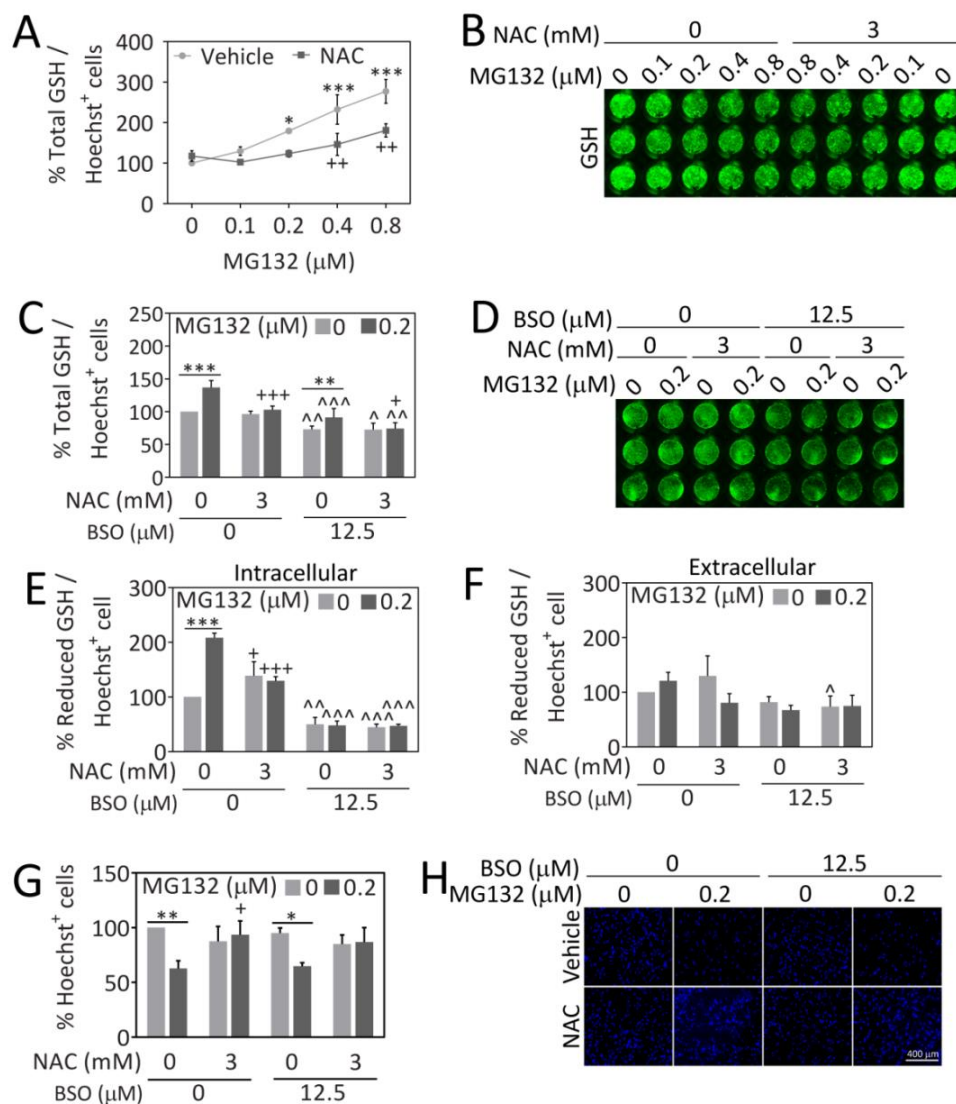 A
% Total GSH /
Hoechst⁺ cells
400
300
200
100
0
Vehicle NAC
*
***
***
++
++
0 0.1 0.2 0.4 0.8
MG132 (μM)
B
NAC (mM) 0 3
MG132 (μM) 0 0.1 0.2 0.4 0.8 0.8 0.4 0.2 0.1 0
GSH
C
% Total GSH /
Hoechst⁺ cells
250
200
150
100
50
0
MG132 (μM) 0 0.2
***
+++
**
^^ ^^^
+
^ ^^
NAC (mM) 0 3 0 3
BSO (μM) 0 12.5
D
BSO (μM) 0 12.5
NAC (mM) 0 3 0 3
MG132 (μM) 0 0.2 0 0.2 0 0.2 0 0.2
GSH
E
Intracellular
% Reduced GSH /
Hoechst⁺ cell
300
200
100
0
MG132 (μM) 0 0.2
***
+
+++
^^ ^^^
^^^ ^^^
NAC (mM) 0 3 0 3
BSO (μM) 0 12.5
F
Extracellular
% Reduced GSH /
Hoechst⁺ cell
300
200
100
0
MG132 (μM) 0 0.2
^
NAC (mM) 0 3 0 3
BSO (μM) 0 12.5
G
% Hoechst⁺ cells
150
100
50
0
MG132 (μM) 0 0.2
**
+
*
NAC (mM) 0 3 0 3
BSO (μM) 0 12.5
H
BSO (μM) 0 12.5
MG132 (μM) 0 0.2 0 0.2
Vehicle
NAC
400 μm